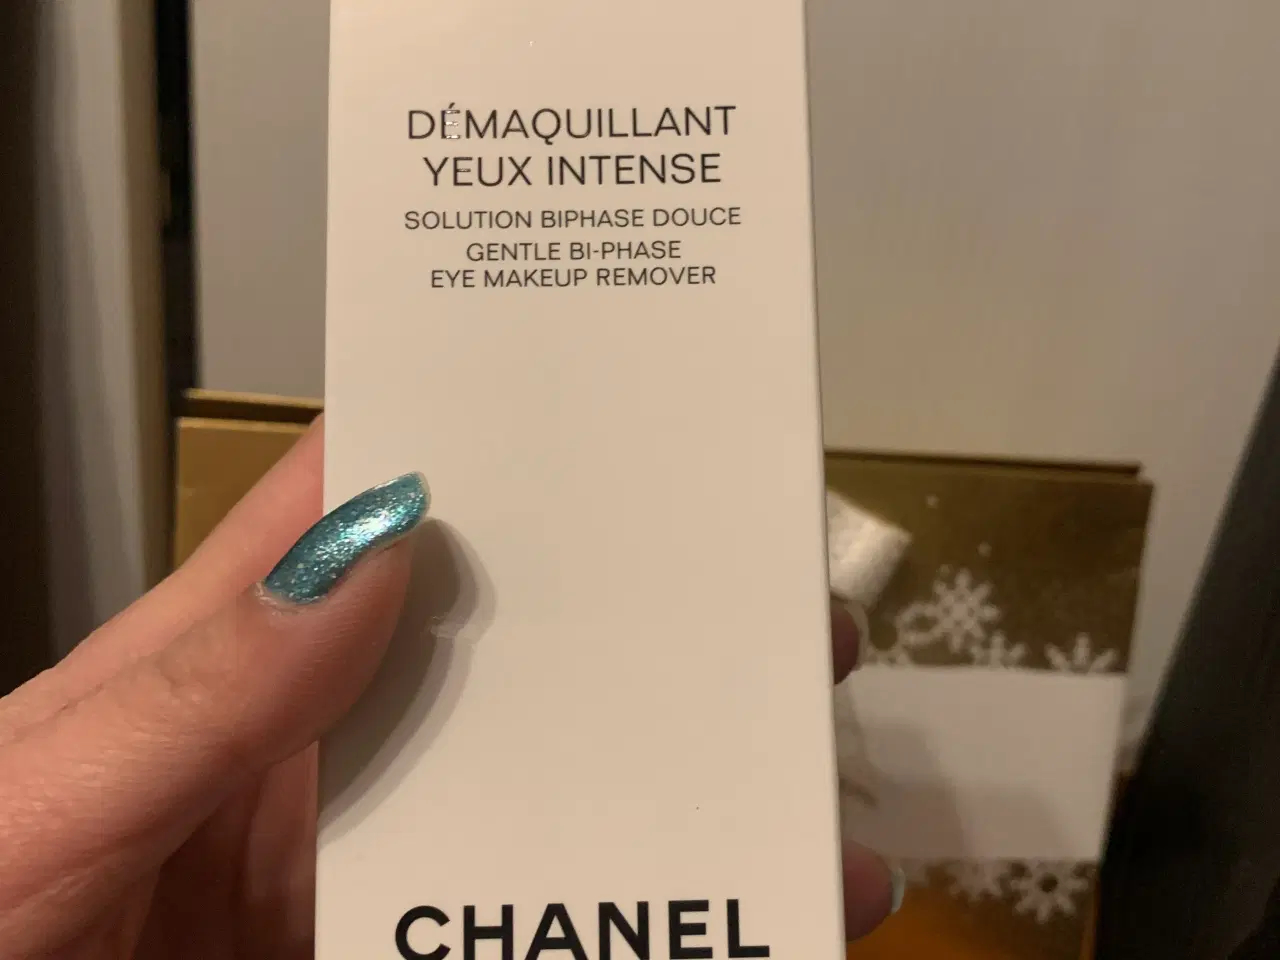 DÉMAQUILLANT
YEUX INTENSE
SOLUTION BIPHASE DOUCE
GENTLE BI-PHASE
EYE MAKEUP REMOVER
CHANEL